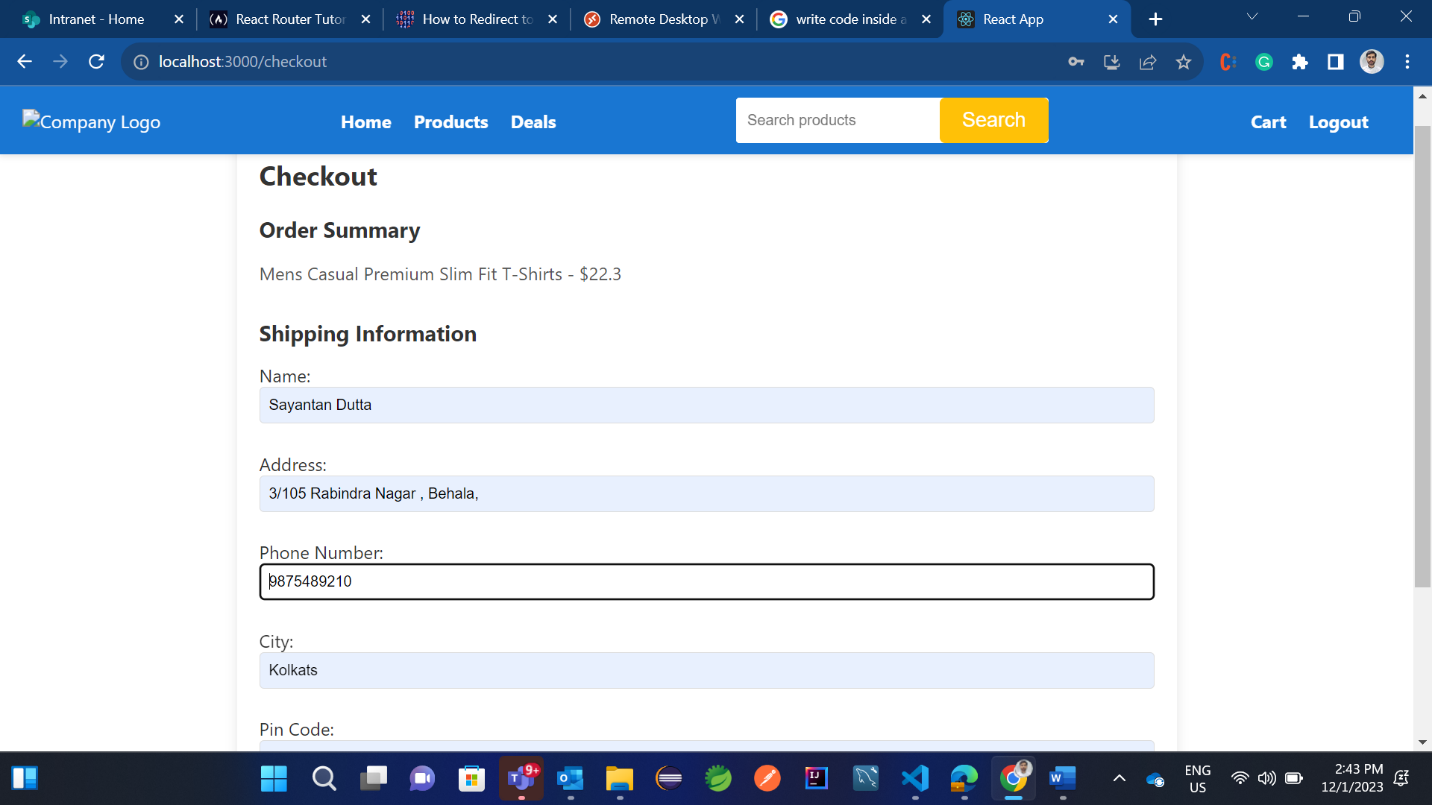 Intranet - Home
React Router Tutor
How to Redirect to
Remote Desktop W
write code inside a
React App
localhost:3000/checkout
Company Logo
Home Products Deals
Search products
Search
Cart Logout
Checkout
Order Summary
Mens Casual Premium Slim Fit T-Shirts - $22.3
Shipping Information
Name:
Sayantan Dutta
Address:
3/105 Rabindra Nagar , Behala,
Phone Number:
9875489210
City:
Kolkats
Pin Code:
9+
ENG
US
2:43 PM
12/1/2023